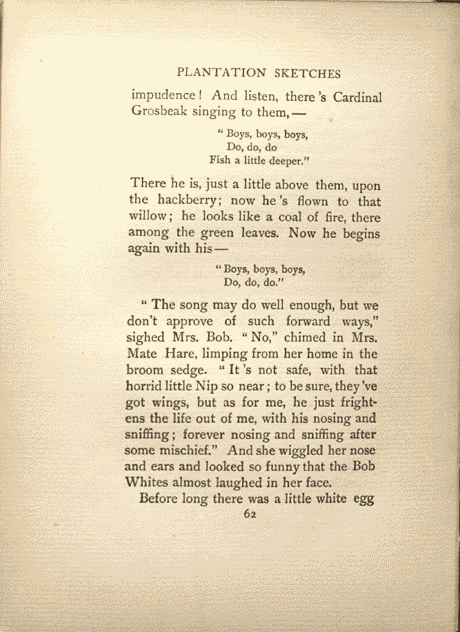 PLANTATION SKETCHES
impudence! And listen, there's Cardinal
Grosbeak singing to them,—
"Boys, boys, boys,
Do, do, do
Fish a little deeper."
There he is, just a little above them, upon
the hackberry; now he's flown to that
willow; he looks like a coal of fire, there
among the green leaves. Now he begins
again with his—
"Boys, boys, boys,
Do, do, do."
"The song may do well enough, but we
don't approve of such forward ways,"
sighed Mrs. Bob. "No," chimed in Mrs.
Mate Hare, limping from her home in the
broom sedge. "It's not safe, with that
horrid little Nip so near; to be sure, they've
got wings, but as for me, he just fright-
ens the life out of me, with his nosing and
sniffing; forever nosing and sniffing after
some mischief." And she wiggled her nose
and ears and looked so funny that the Bob
Whites almost laughed in her face.
Before long there was a little white egg
62